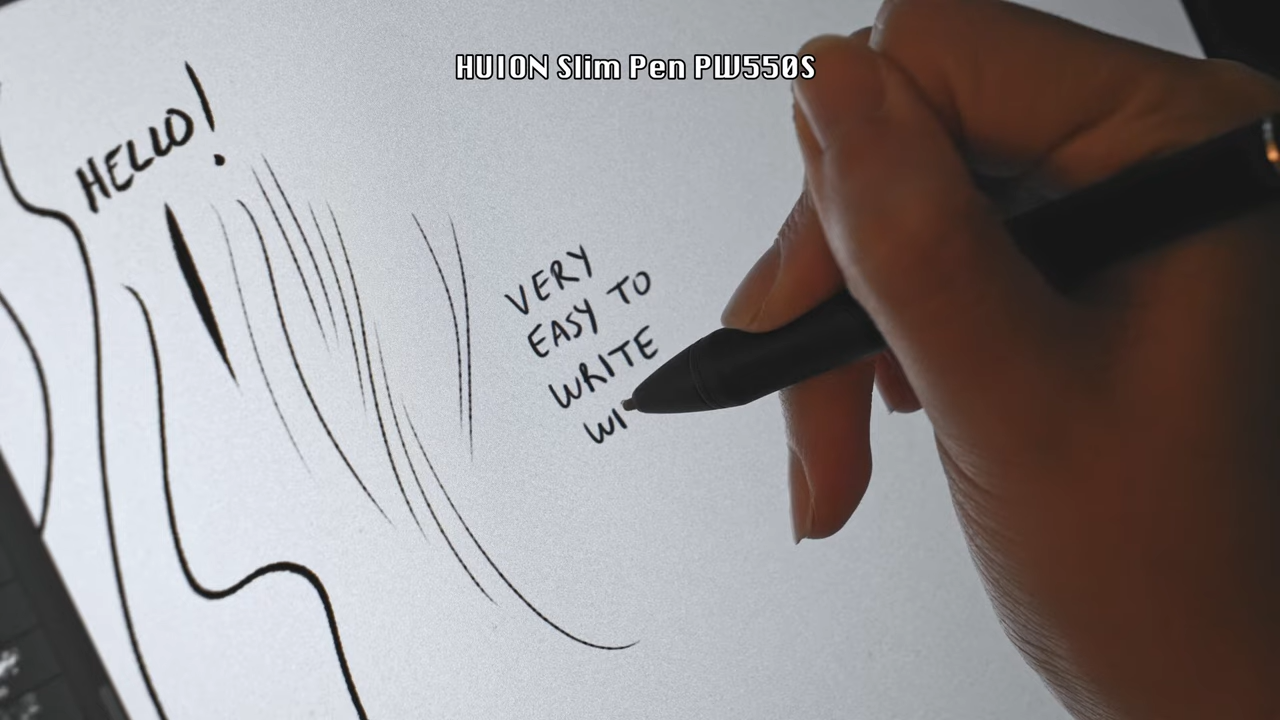 HUION Slim Pen PW550S
HELLO!
VERY
EASY TO
WRITE
WI